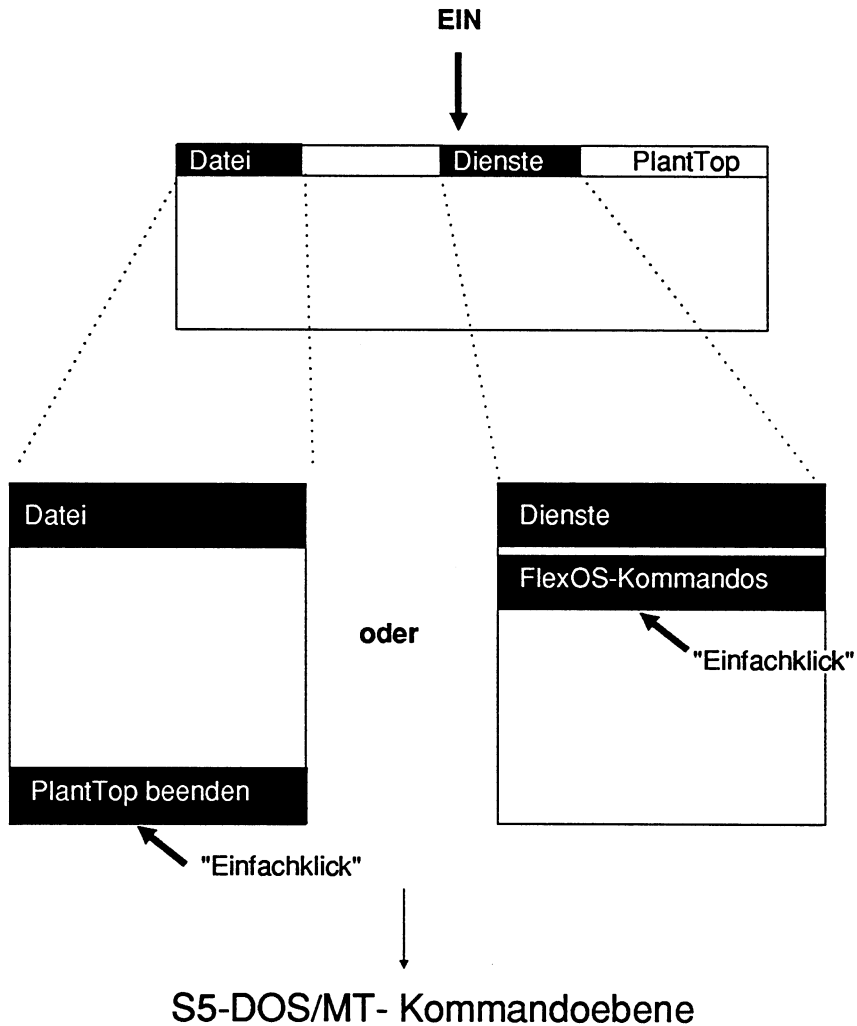 EIN
Datei
Dienste
PlantTop
Datei
PlantTop beenden
"Einfachklick"
oder
Dienste
FlexOS-Kommandos
"Einfachklick"
S5-DOS/MT- Kommandoebene